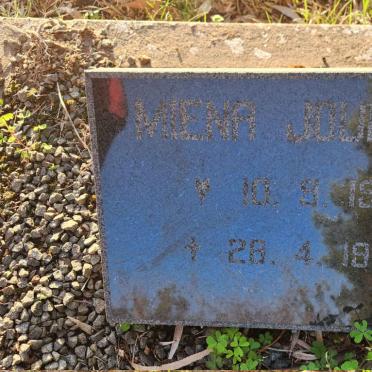 MIENA JOU
* 10. 9. 19
† 28. 4. 19